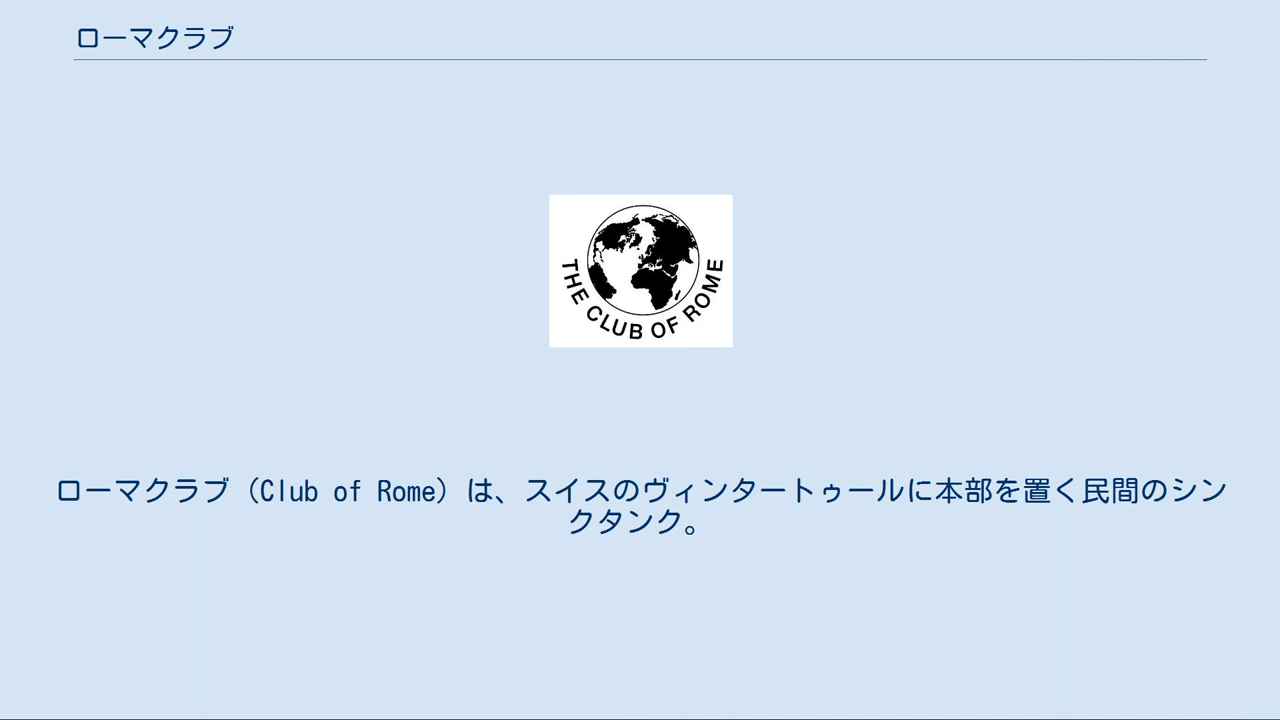 ローマクラブ
THE CLUB OF ROME
ローマクラブ（Club of Rome）は、スイスのヴィンタートゥールに本部を置く民間のシン
クタンク。